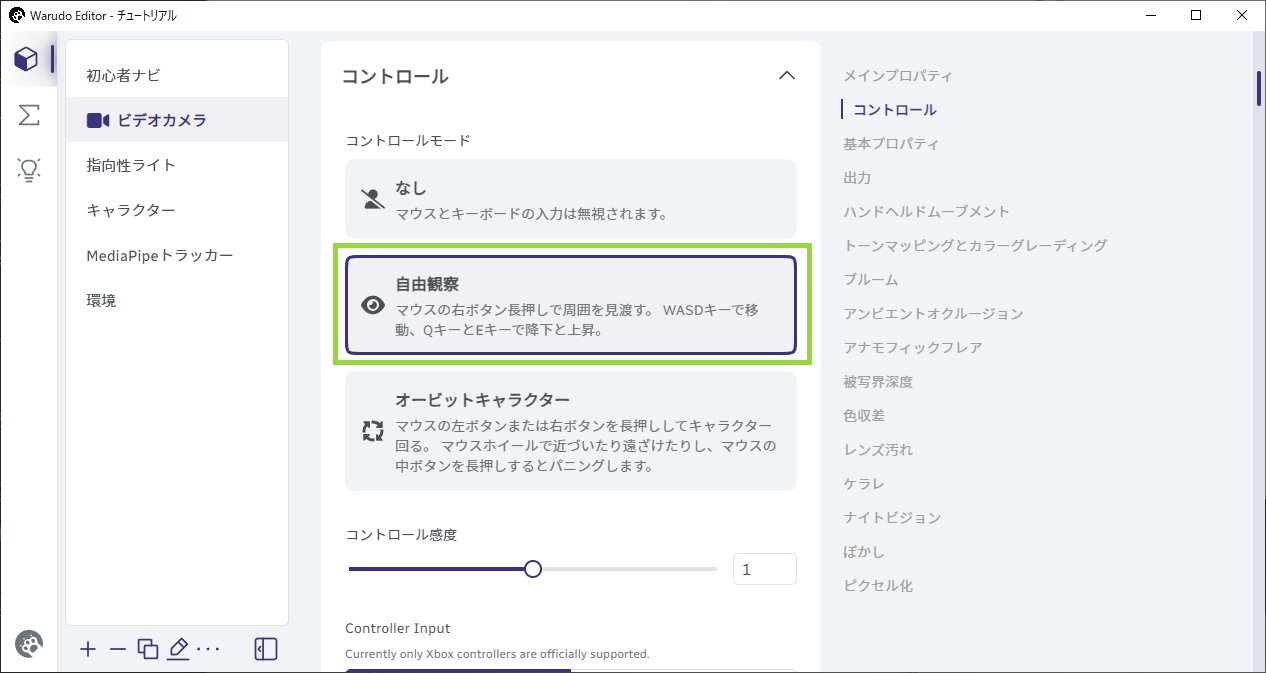 Warudo Editor - チュートリアル
初心者ナビ
ビデオカメラ
指向性ライト
キャラクター
MediaPipeトラッカー
環境
コントロール
コントロールモード
なし
マウスとキーボードの入力は無視されます。
自由観察
マウスの右ボタン長押しで周囲を見渡す。 WASDキーで移
動、QキーとEキーで降下と上昇。
オービットキャラクター
マウスの左ボタンまたは右ボタンを長押ししてキャラクター
回る。 マウスホイールで近づいたり遠ざけたりし、マウスの
中ボタンを長押しするとパニングします。
コントロール感度
1
Controller Input
Currently only Xbox controllers are officially supported.
メインプロパティ
コントロール
基本プロパティ
出力
ハンドヘルドムーブメント
トーンマッピングとカラーグレーディング
ブルーム
アンビエントオクルージョン
アナモフィックフレア
被写界深度
色収差
レンズ汚れ
ケラレ
ナイトビジョン
ぼかし
ピクセル化